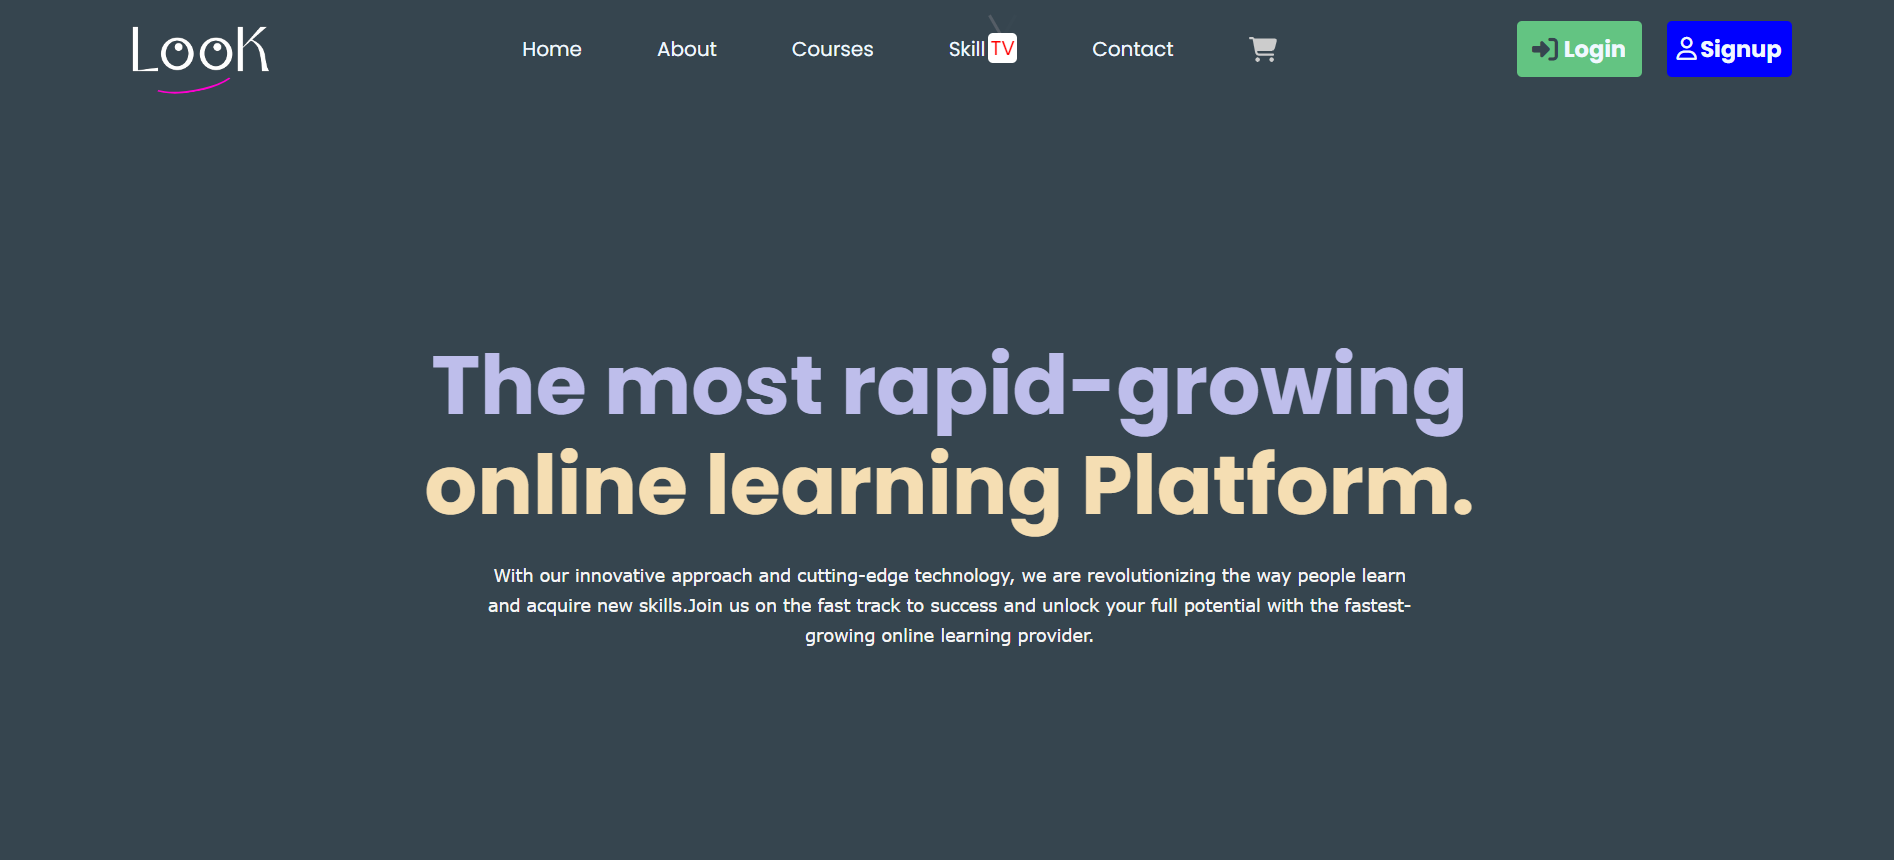 LooK
Home About Courses Skill TV Contact
Login Signup
The most rapid-growing
online learning Platform.
With our innovative approach and cutting-edge technology, we are revolutionizing the way people learn
and acquire new skills.Join us on the fast track to success and unlock your full potential with the fastest-
growing online learning provider.